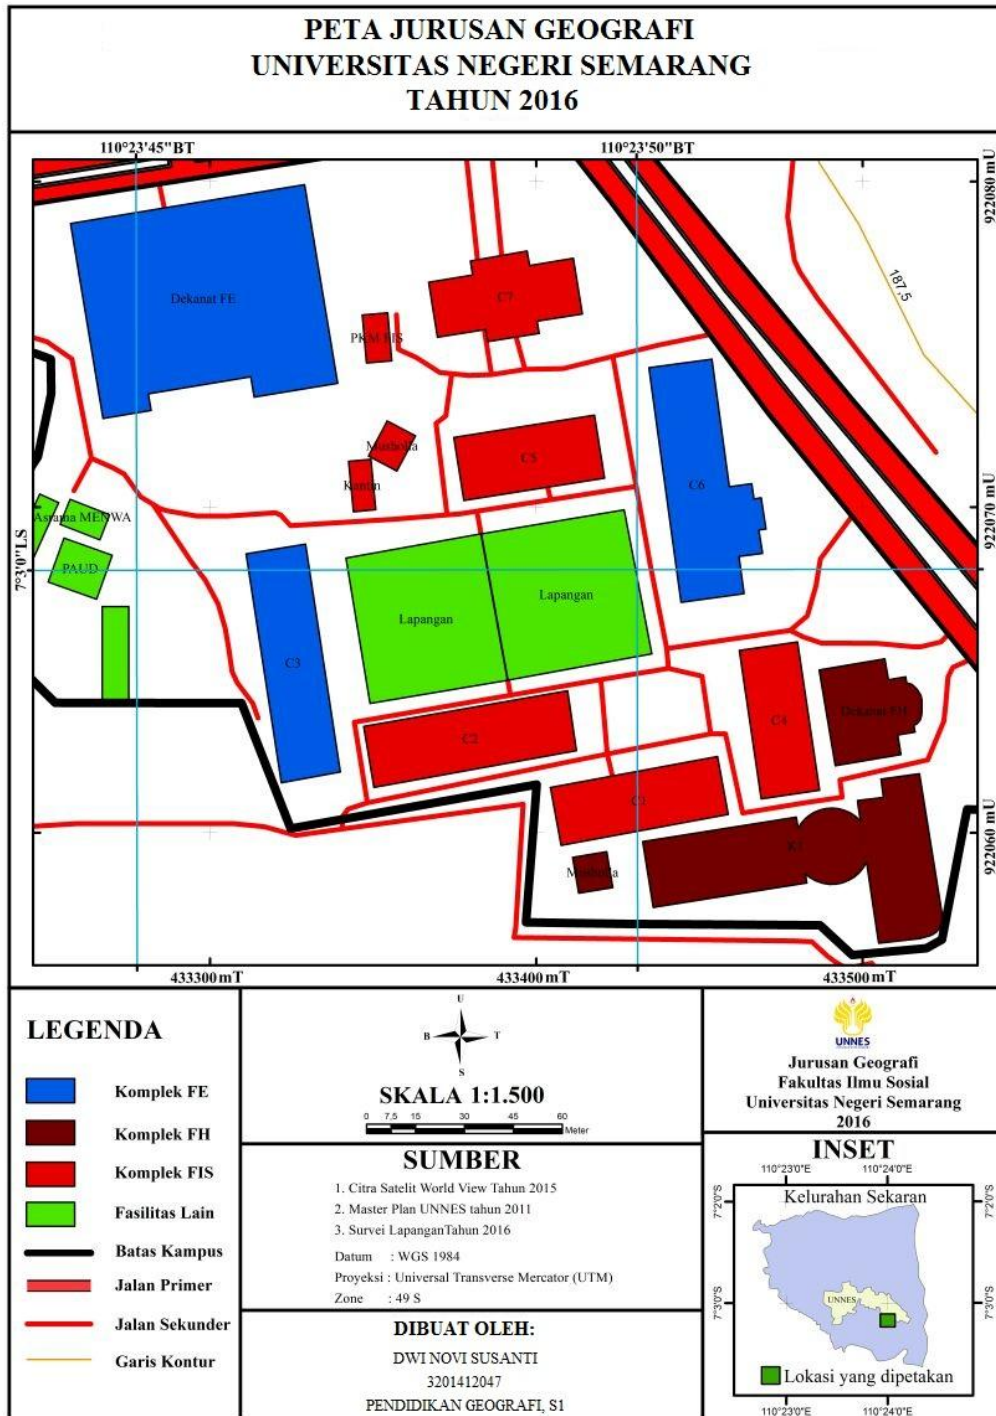 PETA JURUSAN GEOGRAFI
UNIVERSITAS NEGERI SEMARANG
TAHUN 2016
110°23'45"BT
110°23'50"BT
922080 mU
922070 mU
922060 mU
7°3'0"LS
187,5
Dekanat FE
C7
PKM FIS
Musholla
Kantin
C5
C6
Asrama MENWA
PAUD
Lapangan
Lapangan
C3
C2
C4
Dekanat FH
C1
K1
Musholla
433300mT
433400mT
433500mT
LEGENDA
Komplek FE
Komplek FH
Komplek FIS
Fasilitas Lain
Batas Kampus
Jalan Primer
Jalan Sekunder
Garis Kontur
U
B
T
S
SKALA 1:1.500
0 7,5 15 30 45 60
Meter
SUMBER
1. Citra Satelit World View Tahun 2015
2. Master Plan UNNES tahun 2011
3. Survei LapanganTahun 2016
Datum : WGS 1984
Proyeksi : Universal Transverse Mercator (UTM)
Zone : 49 S
DIBUAT OLEH:
DWI NOVI SUSANTI
3201412047
PENDIDIKAN GEOGRAFI, S1
UNNES
Jurusan Geografi
Fakultas Ilmu Sosial
Universitas Negeri Semarang
2016
INSET
110°23'0"E
110°24'0"E
7°2'0"S
7°2'0"S
Kelurahan Sekaran
UNNES
7°3'0"S
7°3'0"S
Lokasi yang dipetakan
110°23'0"E
110°24'0"E